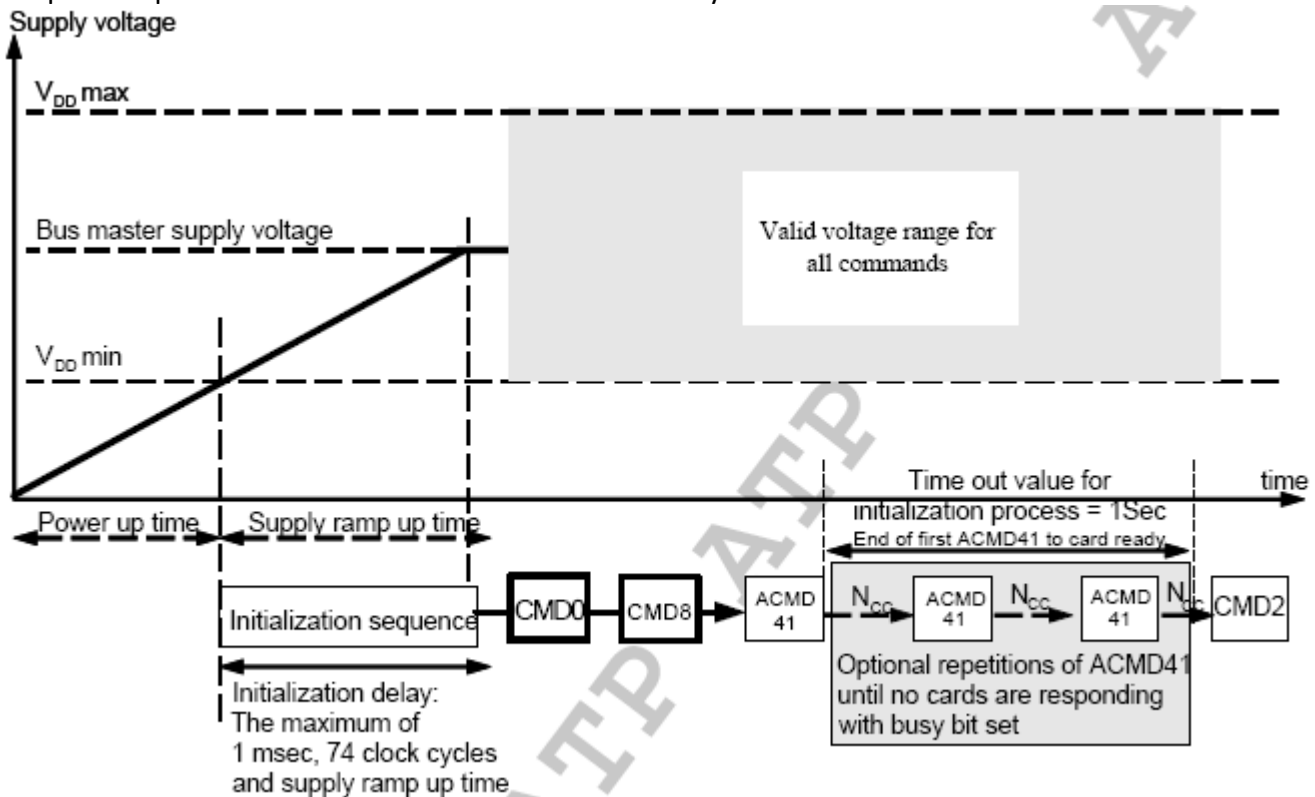 Supply voltage
V_DD max
Bus master supply voltage
Valid voltage range for
all commands
V_DD min
Time out value for
time
initialization process = 1Sec
End of first ACMD41 to card ready
Power up time
Supply ramp up time
Initialization sequence
CMD0
CMD8
ACMD
41
N_CC
ACMD
41
N_CC
ACMD
41
N_CC
CMD2
Optional repetitions of ACMD41
until no cards are responding
with busy bit set
Initialization delay:
The maximum of
1 msec, 74 clock cycles
and supply ramp up time
ATP
ATP
A